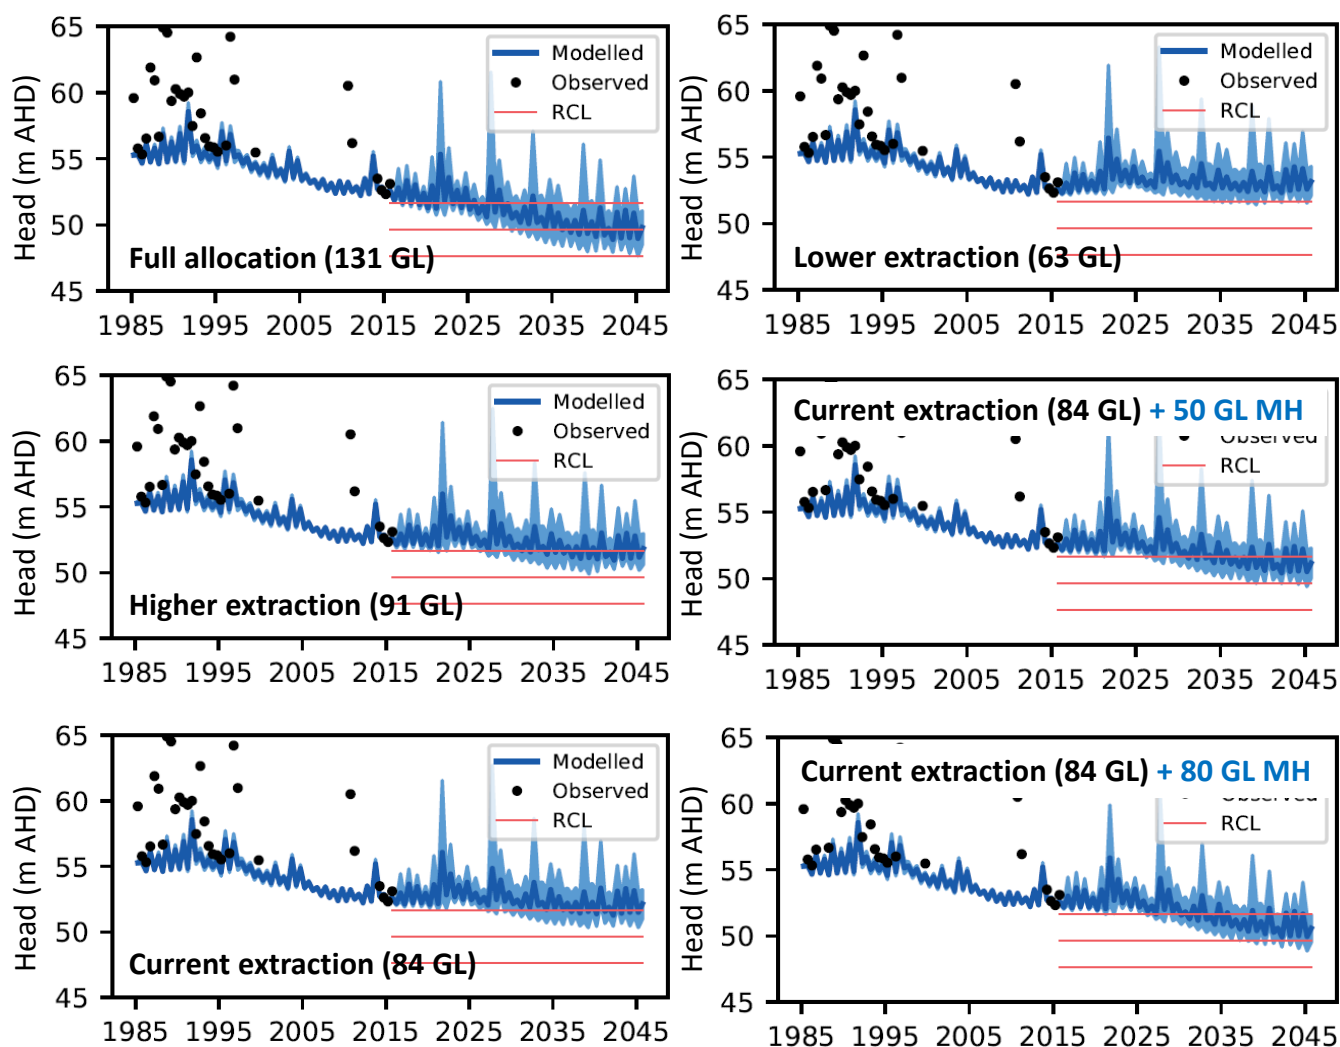 65
60
55
50
45
Head (m AHD)
Modelled
Observed
RCL
Full allocation (131 GL)
1985 1995 2005 2015 2025 2035 2045
65
60
55
50
45
Head (m AHD)
Modelled
Observed
RCL
Lower extraction (63 GL)
1985 1995 2005 2015 2025 2035 2045
65
60
55
50
45
Head (m AHD)
Modelled
Observed
RCL
Higher extraction (91 GL)
1985 1995 2005 2015 2025 2035 2045
65
60
55
50
45
Head (m AHD)
Current extraction (84 GL) + 50 GL MH
Observed
RCL
1985 1995 2005 2015 2025 2035 2045
65
60
55
50
45
Head (m AHD)
Modelled
Observed
RCL
Current extraction (84 GL)
1985 1995 2005 2015 2025 2035 2045
65
60
55
50
45
Head (m AHD)
Current extraction (84 GL) + 80 GL MH
Observed
RCL
1985 1995 2005 2015 2025 2035 2045